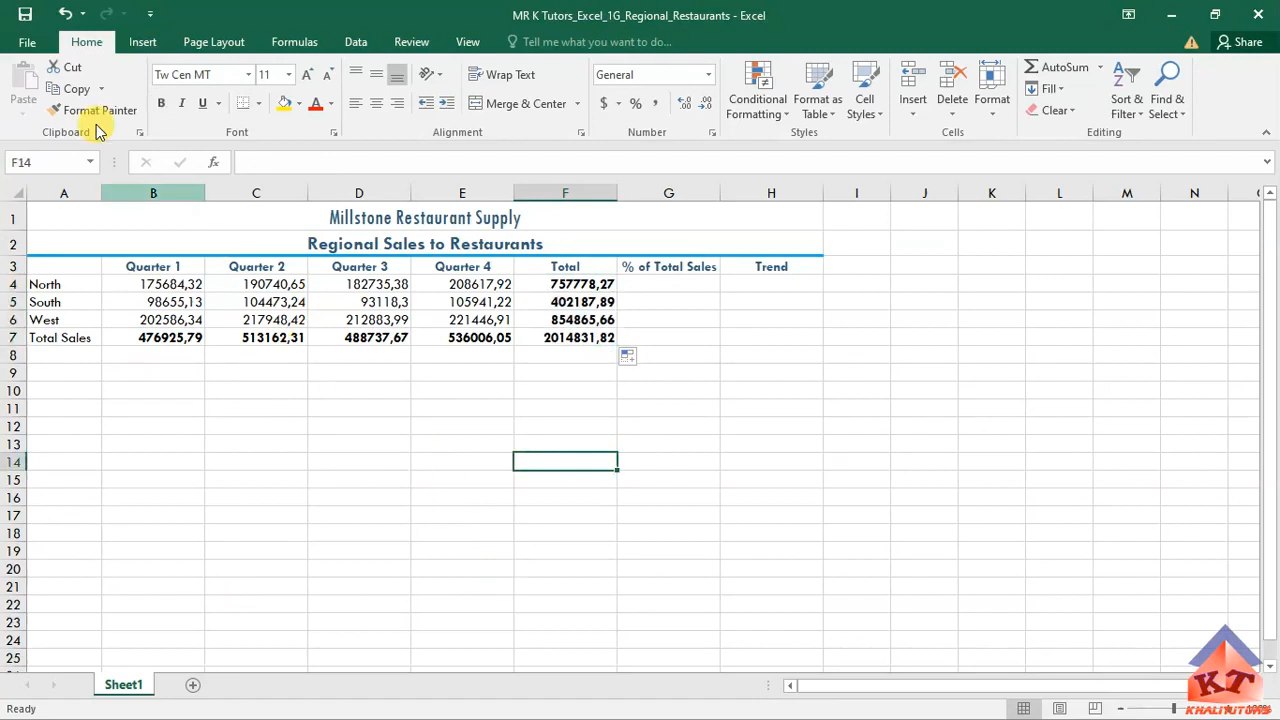 MR K Tutors_Excel_1G_Regional_Restaurants - Excel
File Home Insert Page Layout Formulas Data Review View Tell me what you want to do... Share
Paste Cut Copy Format Painter Clipboard
Tw Cen MT 11 B I U A Font
Wrap Text Merge & Center Alignment
General $ % Number
Conditional Formatting Format as Table Cell Styles Styles
Insert Delete Format Cells
AutoSum Fill Clear Sort & Filter Find & Select Editing
F14 fx
A B C D E F G H I J K L M N
1 Millstone Restaurant Supply
2 Regional Sales to Restaurants
3 Quarter 1 Quarter 2 Quarter 3 Quarter 4 Total % of Total Sales Trend
4 North 175684,32 190740,65 182735,38 208617,92 757778,27
5 South 98655,13 104473,24 93118,3 105941,22 402187,89
6 West 202586,34 217948,42 212883,99 221446,91 854865,66
7 Total Sales 476925,79 513162,31 488737,67 536006,05 2014831,82
8
9
10
11
12
13
14
15
16
17
18
19
20
21
22
23
24
25
Sheet1
Ready
KT
KHALITUTORS